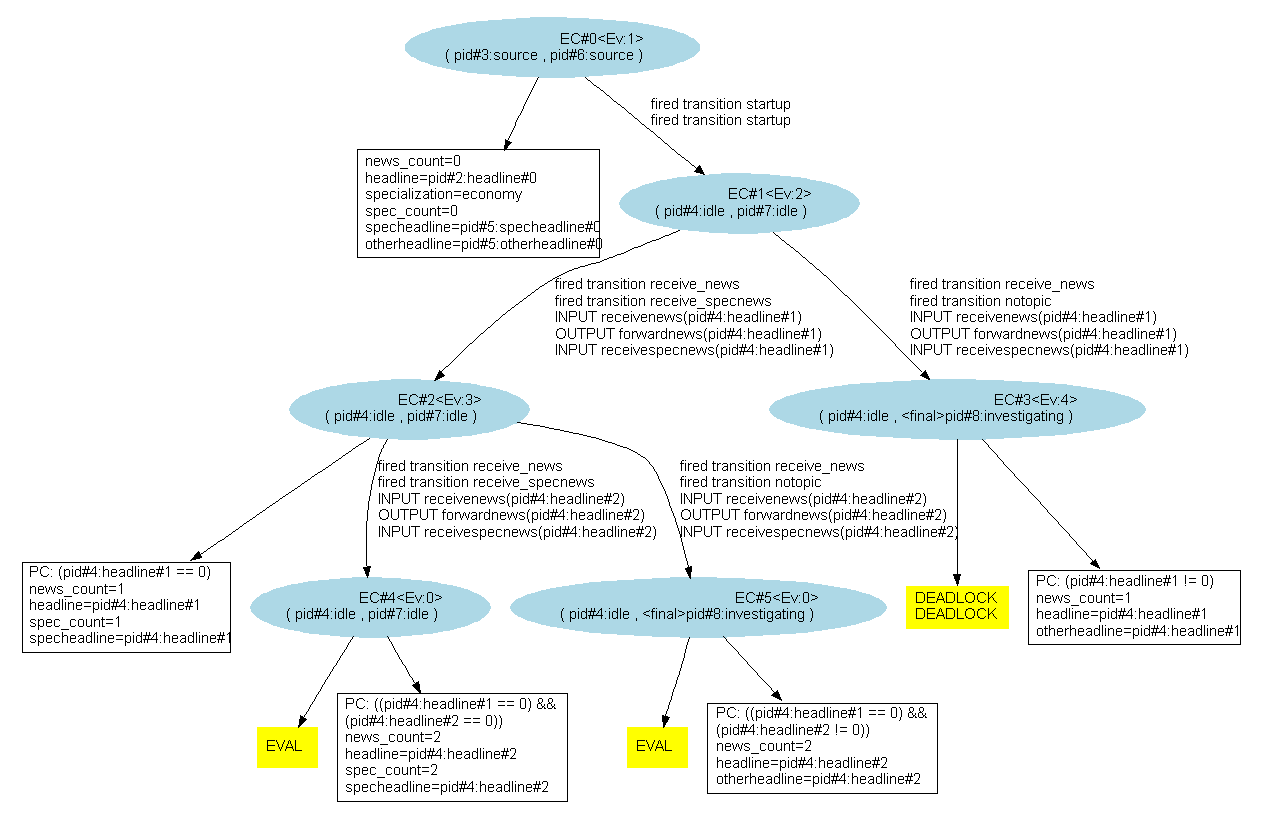 EC#0<Ev:1>
( pid#3:source , pid#6:source )
fired transition startup
fired transition startup
news_count=0
headline=pid#2:headline#0
specialization=economy
spec_count=0
specheadline=pid#5:specheadline#0
otherheadline=pid#5:otherheadline#0
EC#1<Ev:2>
( pid#4:idle , pid#7:idle )
fired transition receive_news
fired transition receive_specnews
INPUT receivenews(pid#4:headline#1)
OUTPUT forwardnews(pid#4:headline#1)
INPUT receivespecnews(pid#4:headline#1)
fired transition receive_news
fired transition notopic
INPUT receivenews(pid#4:headline#1)
OUTPUT forwardnews(pid#4:headline#1)
INPUT receivespecnews(pid#4:headline#1)
EC#2<Ev:3>
( pid#4:idle , pid#7:idle )
EC#3<Ev:4>
( pid#4:idle , <final>pid#8:investigating )
fired transition receive_news
fired transition receive_specnews
INPUT receivenews(pid#4:headline#2)
OUTPUT forwardnews(pid#4:headline#2)
INPUT receivespecnews(pid#4:headline#2)
fired transition receive_news
fired transition notopic
INPUT receivenews(pid#4:headline#2)
OUTPUT forwardnews(pid#4:headline#2)
INPUT receivespecnews(pid#4:headline#2)
PC: (pid#4:headline#1 == 0)
news_count=1
headline=pid#4:headline#1
spec_count=1
specheadline=pid#4:headline#1
EC#4<Ev:0>
( pid#4:idle , pid#7:idle )
EC#5<Ev:0>
( pid#4:idle , <final>pid#8:investigating )
DEADLOCK
DEADLOCK
PC: (pid#4:headline#1 != 0)
news_count=1
headline=pid#4:headline#1
otherheadline=pid#4:headline#1
EVAL
PC: ((pid#4:headline#1 == 0) &&
(pid#4:headline#2 == 0))
news_count=2
headline=pid#4:headline#2
spec_count=2
specheadline=pid#4:headline#2
EVAL
PC: ((pid#4:headline#1 == 0) &&
(pid#4:headline#2 != 0))
news_count=2
headline=pid#4:headline#2
otherheadline=pid#4:headline#2